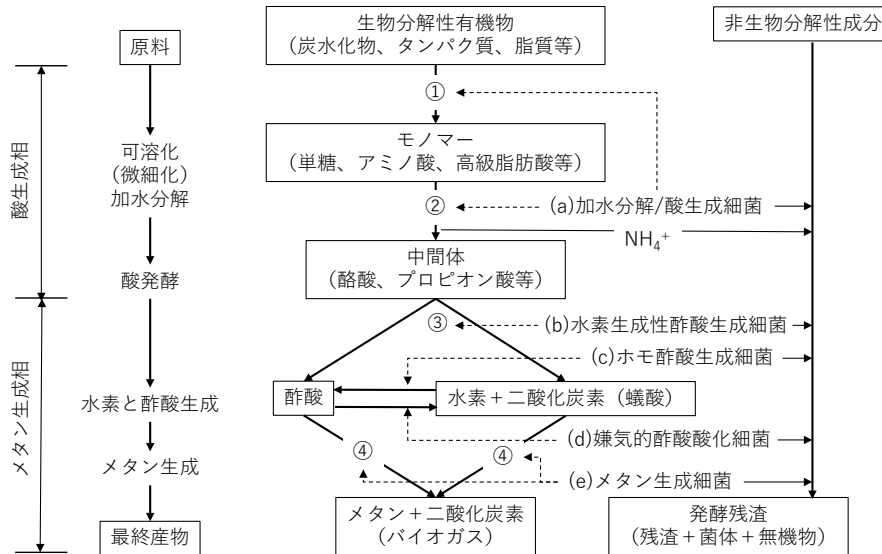 原料
生物分解性有機物
（炭水化物、タンパク質、脂質等）
非生物分解性成分
①
モノマー
（単糖、アミノ酸、高級脂肪酸等）
可溶化
（微細化）
加水分解
酸生成相
②
(a)加水分解/酸生成細菌
NH₄⁺
中間体
（酪酸、プロピオン酸等）
酸発酵
③
(b)水素生成性酢酸生成細菌
(c)ホモ酢酸生成細菌
メタン生成相
水素と酢酸生成
酢酸
水素＋二酸化炭素（蟻酸）
(d)嫌気的酢酸酸化細菌
④
④
メタン生成
(e)メタン生成細菌
最終産物
メタン＋二酸化炭素
（バイオガス）
発酵残渣
（残渣＋菌体＋無機物）